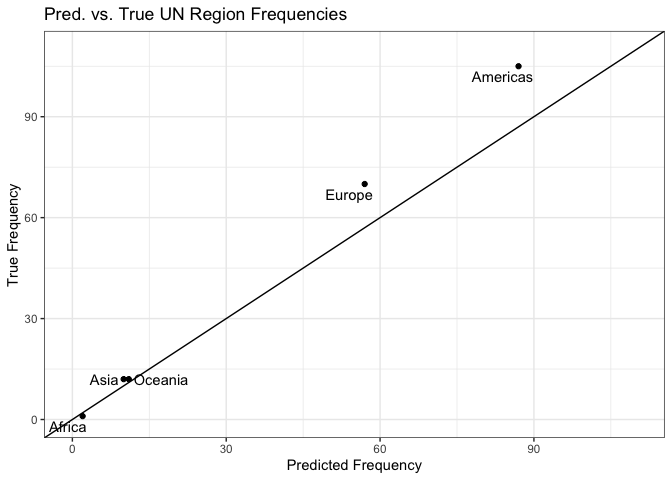 Pred. vs. True UN Region Frequencies
Americas
90
Europe
60
True Frequency
30
Asia
Oceania
0
Africa
0
30
60
90
Predicted Frequency